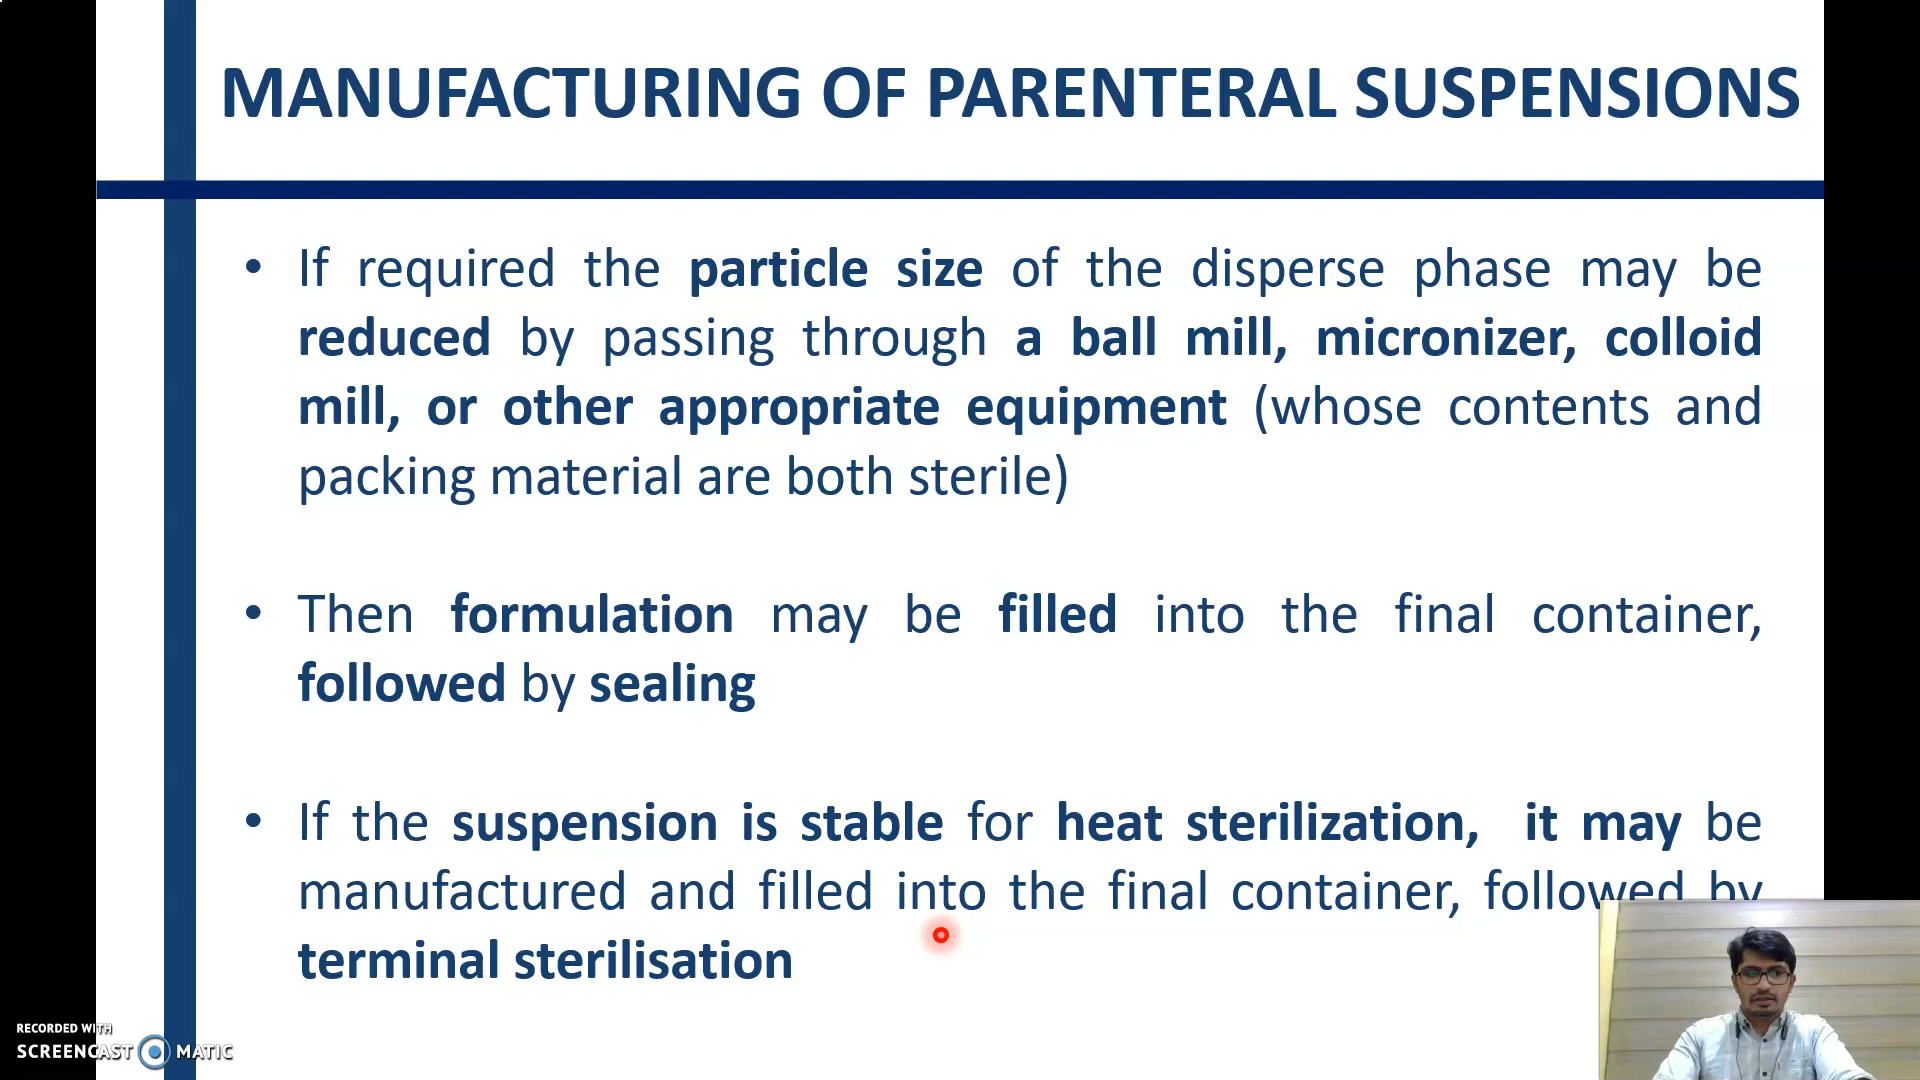 MANUFACTURING OF PARENTERAL SUSPENSIONS
• If required the particle size of the disperse phase may be
reduced by passing through a ball mill, micronizer, colloid
mill, or other appropriate equipment (whose contents and
packing material are both sterile)
• Then formulation may be filled into the final container,
followed by sealing
• If the suspension is stable for heat sterilization, it may be
manufactured and filled into the final container, followed by
terminal sterilisation
RECORDED WITH
SCREENCAST MATIC